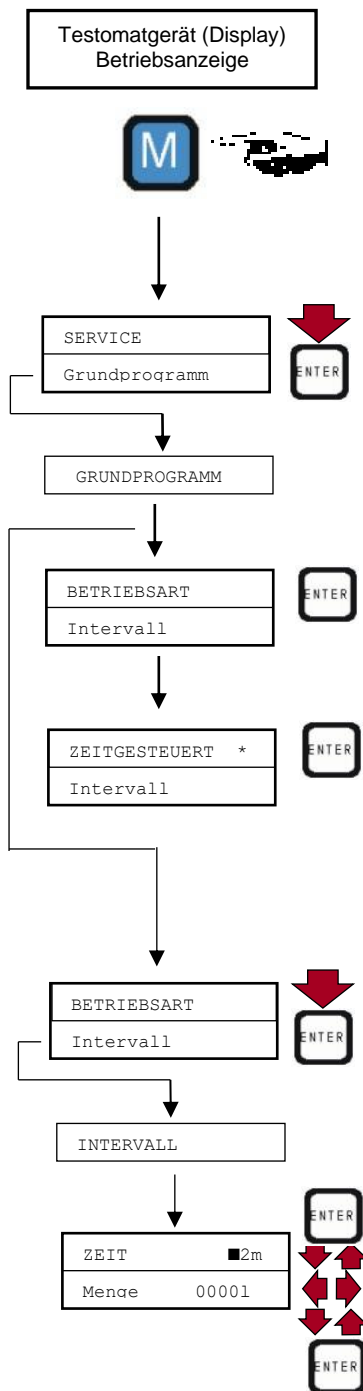 Testomatgerät (Display)
Betriebsanzeige
M
SERVICE
Grundprogramm
ENTER
GRUNDPROGRAMM
BETRIEBSART
Intervall
ENTER
ZEITGESTEUERT *
Intervall
ENTER
BETRIEBSART
Intervall
ENTER
INTERVALL
ENTER
ZEIT ■2m
Menge 00001
ENTER